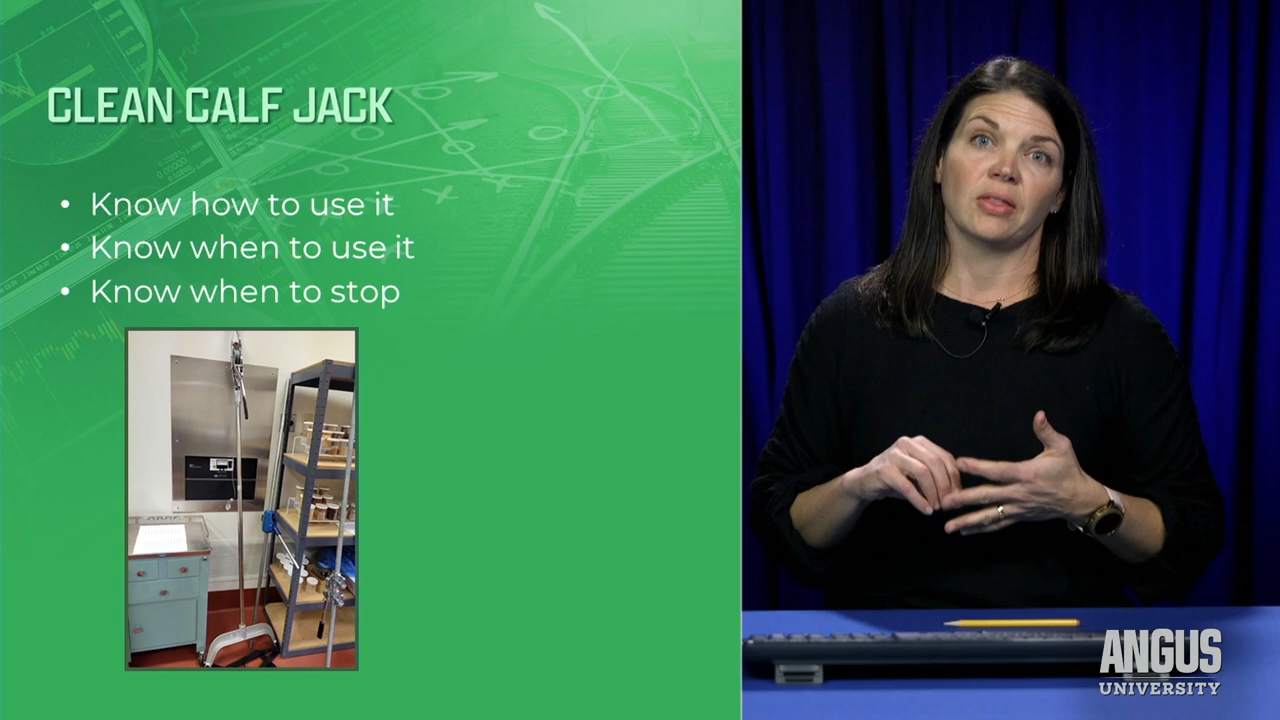 CLEAN CALF JACK
• Know how to use it
• Know when to use it
• Know when to stop
ANGUS
UNIVERSITY